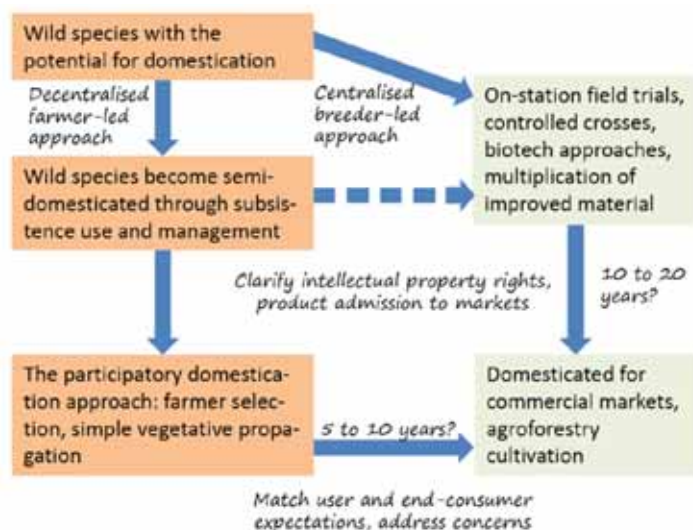 Wild species with the
potential for domestication
Decentralised
farmer-led
approach
Centralised
breeder-led
approach
On-station field trials,
controlled crosses,
biotech approaches,
multiplication of
improved material
Wild species become semi-
domesticated through subsis-
tence use and management
Clarify intellectual property rights,
product admission to markets
10 to 20
years?
The participatory domestica-
tion approach: farmer selec-
tion, simple vegetative propa-
gation
5 to 10 years?
Domesticated for
commercial markets,
agroforestry
cultivation
Match user and end-consumer
expectations, address concerns